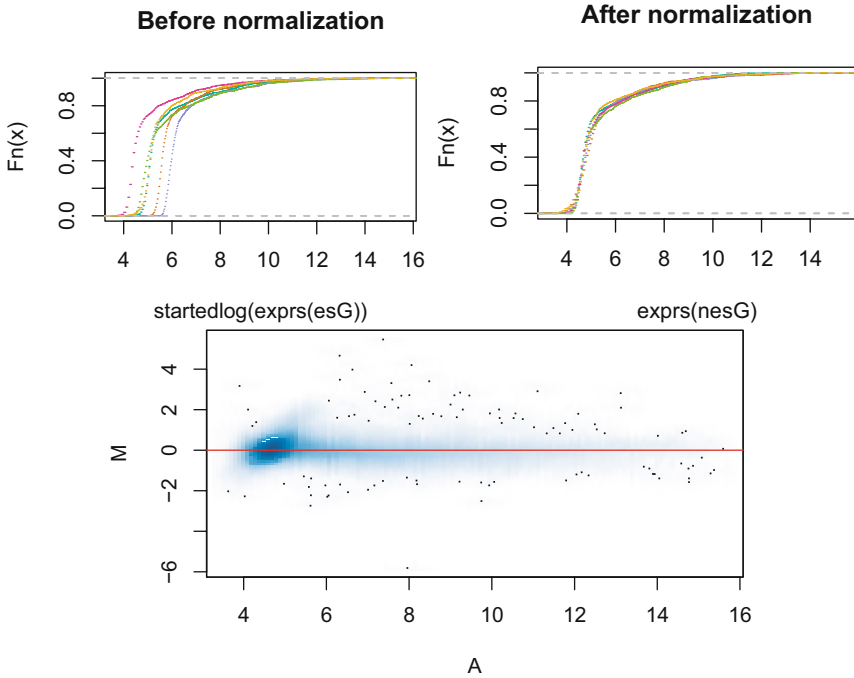 Before normalization
After normalization
Fn(x)
0.0 0.4 0.8
4 6 8 10 12 14 16
Fn(x)
0.0 0.4 0.8
4 6 8 10 12 14
startedlog(exprs(esG))
exprs(nesG)
M
4
2
0
−2
−6
4 6 8 10 12 14 16
A